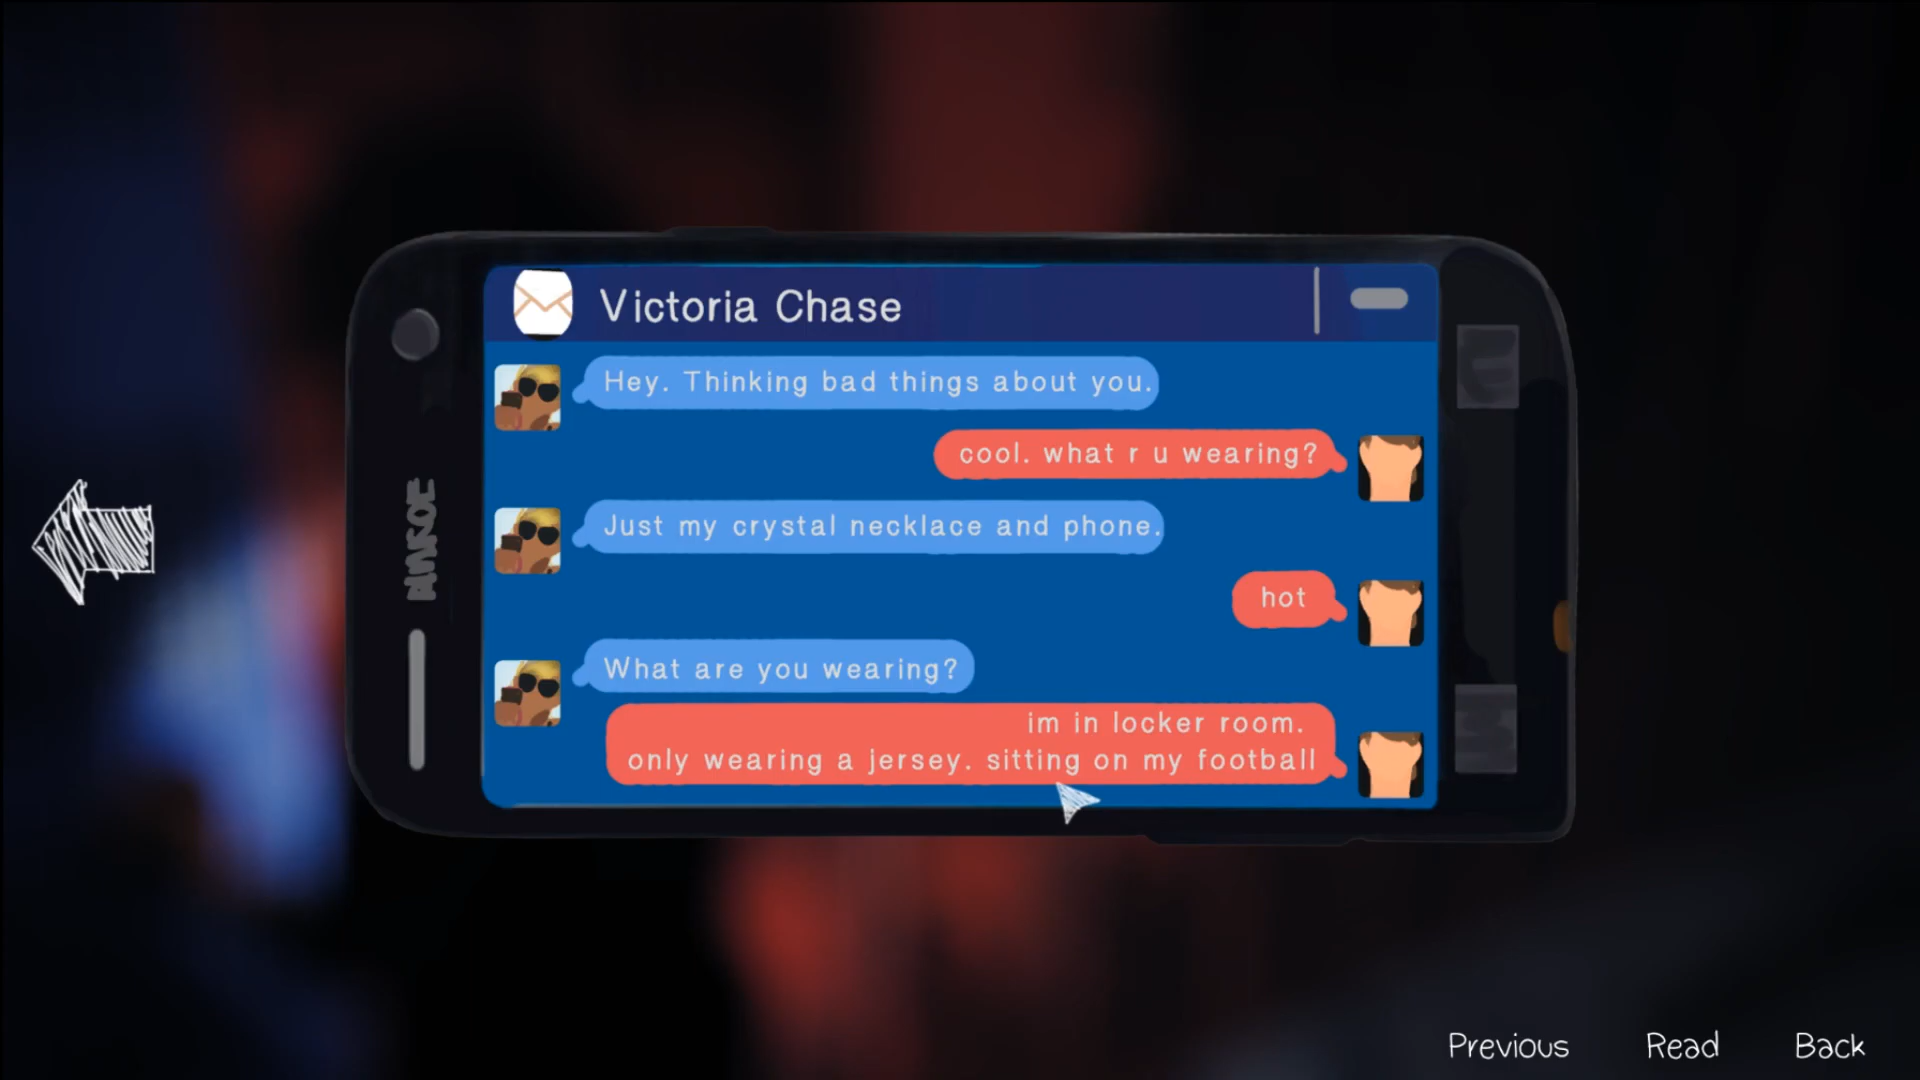 Victoria Chase
Hey. Thinking bad things about you.
cool. what r u wearing?
Just my crystal necklace and phone.
hot
What are you wearing?
im in locker room.
only wearing a jersey. sitting on my football
Previous
Read
Back